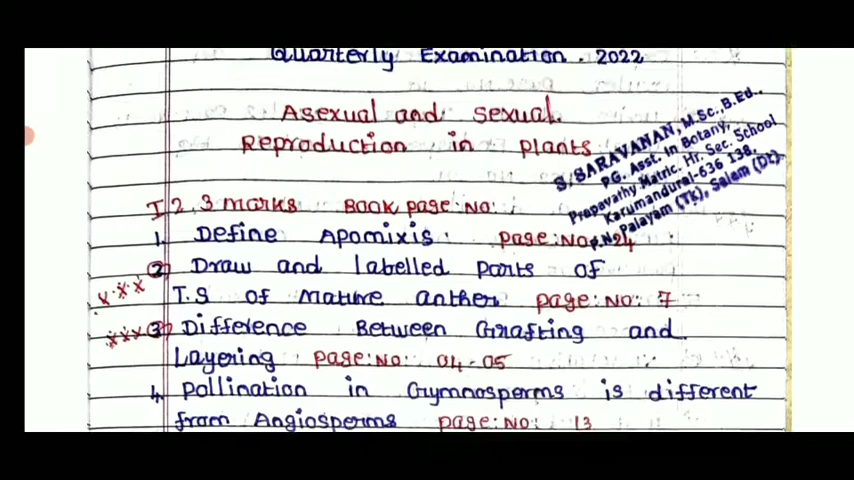 Quarterly Examination. 2022
Asexual and sexual
Reproduction in plants
S. SARAVANAN, M.Sc., B.Ed.,
P.G. Asst. in Botany,
Matric. Hr. Sec. School
Karumandurai-636 138,
P.N. Palayam (Tk), Salem (Dt).
I 2, 3 marks Book page: No:
1. Define Apomixis. page: No: 24
xxx 2) Draw and labelled parts of
T.S of mature anther page: No: 7
xxx 3) Difference Between Grafting and
Layering page: No: 04-05
4. Pollination in Gymnosperms is different
from Angiosperms page: No: 13